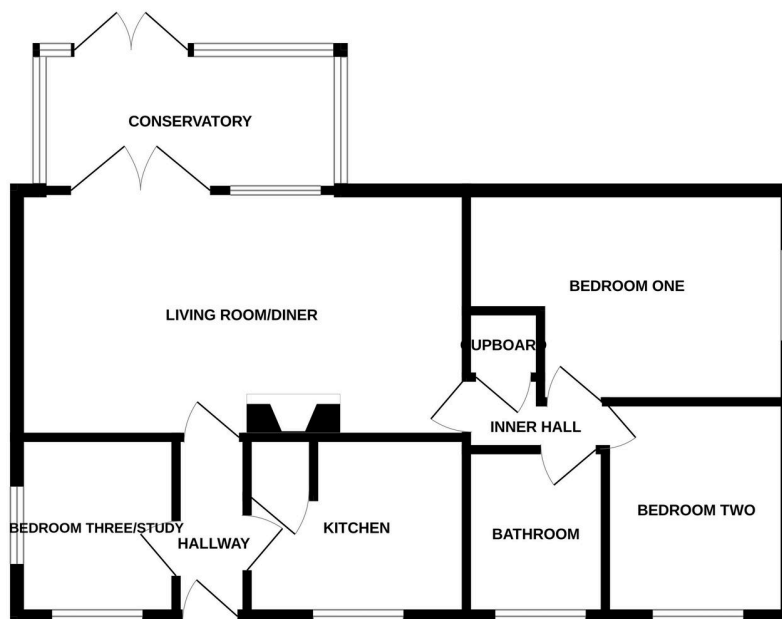 CONSERVATORY
LIVING ROOM/DINER
BEDROOM ONE
CUPBOARD
INNER HALL
BEDROOM TWO
BEDROOM THREE/STUDY
HALLWAY
KITCHEN
BATHROOM